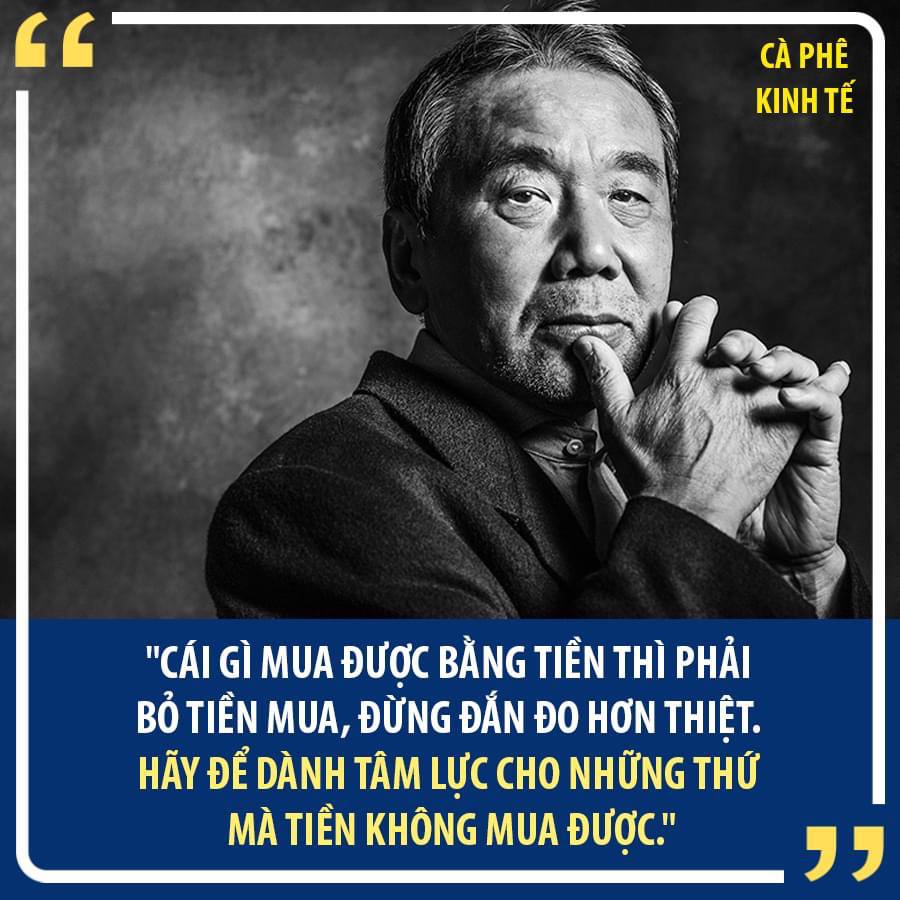 CÀ PHÊ
KINH TẾ
"CÁI GÌ MUA ĐƯỢC BẰNG TIỀN THÌ PHẢI
BỎ TIỀN MUA, ĐỪNG ĐẮN ĐO HƠN THIỆT.
HÃY ĐỂ DÀNH TÂM LỰC CHO NHỮNG THỨ
MÀ TIỀN KHÔNG MUA ĐƯỢC."